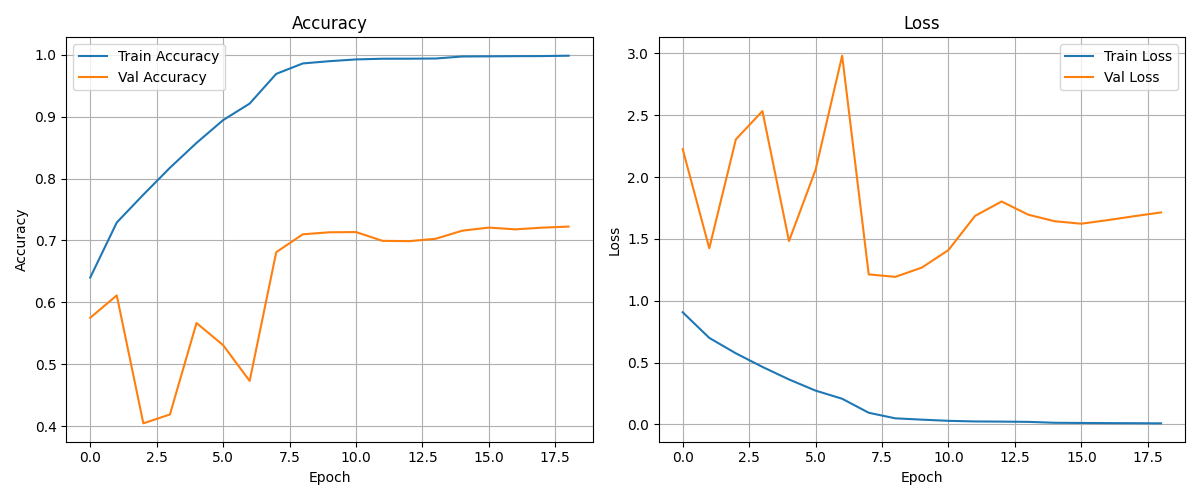 Accuracy
Train Accuracy
Val Accuracy
Accuracy
1.0
0.9
0.8
0.7
0.6
0.5
0.4
0.0 2.5 5.0 7.5 10.0 12.5 15.0 17.5
Epoch
Loss
Train Loss
Val Loss
Loss
3.0
2.5
2.0
1.5
1.0
0.5
0.0
0.0 2.5 5.0 7.5 10.0 12.5 15.0 17.5
Epoch